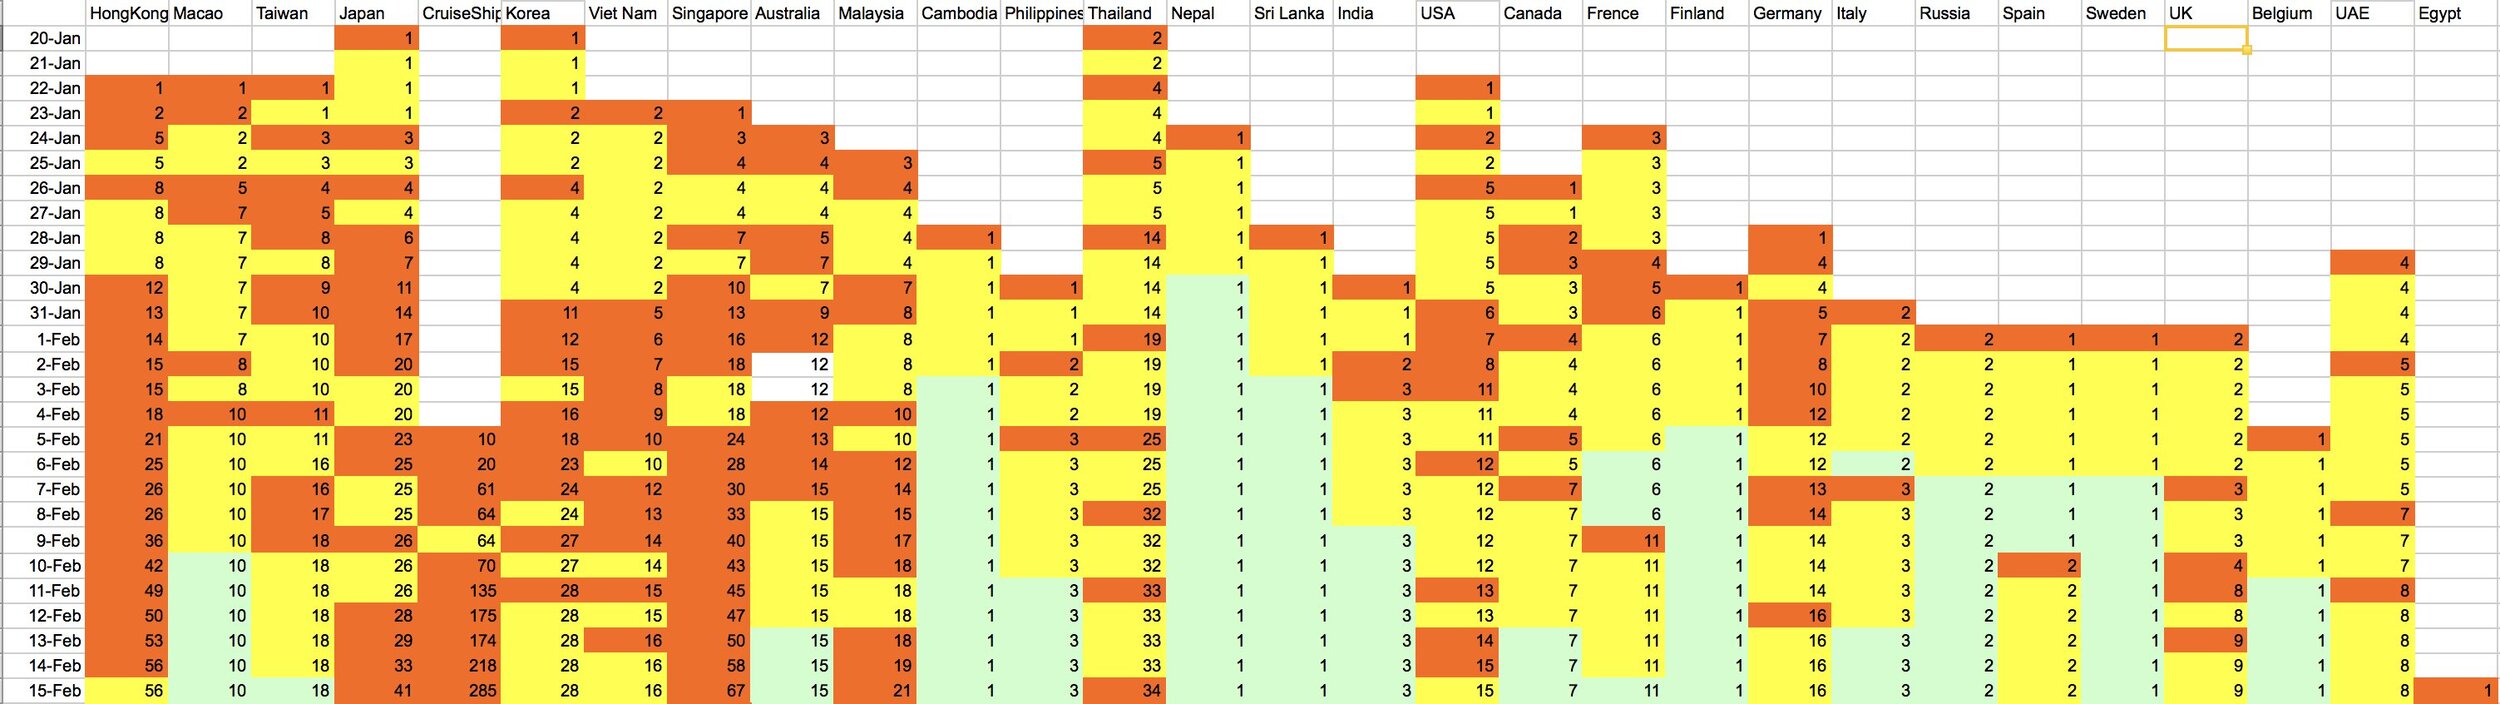 HongKong Macao Taiwan Japan CruiseShip Korea Viet Nam Singapore Australia Malaysia Cambodia Philippines Thailand Nepal Sri Lanka India USA Canada Frence Finland Germany Italy Russia Spain Sweden UK Belgium UAE Egypt
20-Jan 1 1 2
21-Jan 1 1 2
22-Jan 1 1 1 1 1 4 1
23-Jan 2 2 1 1 2 2 1 4 1
24-Jan 5 2 3 3 2 2 3 3 4 1 2 3
25-Jan 5 2 3 3 2 2 4 4 3 5 1 2 3
26-Jan 8 5 4 4 4 2 4 4 4 5 1 5 1 3
27-Jan 8 7 5 4 4 2 4 4 4 5 1 5 1 3
28-Jan 8 7 8 6 4 2 7 5 4 1 14 1 1 5 2 3 1
29-Jan 8 7 8 7 4 2 7 7 4 1 14 1 1 5 3 4 4 4
30-Jan 12 7 9 11 4 2 10 7 7 1 1 14 1 1 1 5 3 5 1 4 4
31-Jan 13 7 10 14 11 5 13 9 8 1 1 14 1 1 1 6 3 6 1 5 2 4
1-Feb 14 7 10 17 12 6 16 12 8 1 1 19 1 1 1 7 4 6 1 7 2 2 1 1 2 4
2-Feb 15 8 10 20 15 7 18 12 8 1 2 19 1 1 2 8 4 6 1 8 2 2 1 1 2 5
3-Feb 15 8 10 20 15 8 18 12 8 1 2 19 1 1 3 11 4 6 1 10 2 2 1 1 2 5
4-Feb 18 10 11 20 16 9 18 12 10 1 2 19 1 1 3 11 4 6 1 12 2 2 1 1 2 5
5-Feb 21 10 11 23 10 18 10 24 13 10 1 3 25 1 1 3 11 5 6 1 12 2 2 1 1 2 1 5
6-Feb 25 10 16 25 20 23 10 28 14 12 1 3 25 1 1 3 12 5 6 1 12 2 2 1 1 2 1 5
7-Feb 26 10 16 25 61 24 12 30 15 14 1 3 25 1 1 3 12 7 6 1 13 3 2 1 1 3 1 5
8-Feb 26 10 17 25 64 24 13 33 15 15 1 3 32 1 1 3 12 7 6 1 14 3 2 1 1 3 1 7
9-Feb 36 10 18 26 64 27 14 40 15 17 1 3 32 1 1 3 12 7 11 1 14 3 2 1 1 3 1 7
10-Feb 42 10 18 26 70 27 14 43 15 18 1 3 32 1 1 3 12 7 11 1 14 3 2 2 1 4 1 7
11-Feb 49 10 18 26 135 28 15 45 15 18 1 3 33 1 1 3 13 7 11 1 14 3 2 2 1 8 1 8
12-Feb 50 10 18 28 175 28 15 47 15 18 1 3 33 1 1 3 13 7 11 1 16 3 2 2 1 8 1 8
13-Feb 53 10 18 29 174 28 16 50 15 18 1 3 33 1 1 3 14 7 11 1 16 3 2 2 1 9 1 8
14-Feb 56 10 18 33 218 28 16 58 15 19 1 3 33 1 1 3 15 7 11 1 16 3 2 2 1 9 1 8
15-Feb 56 10 18 41 285 28 16 67 15 21 1 3 34 1 1 3 15 7 11 1 16 3 2 2 1 9 1 8 1